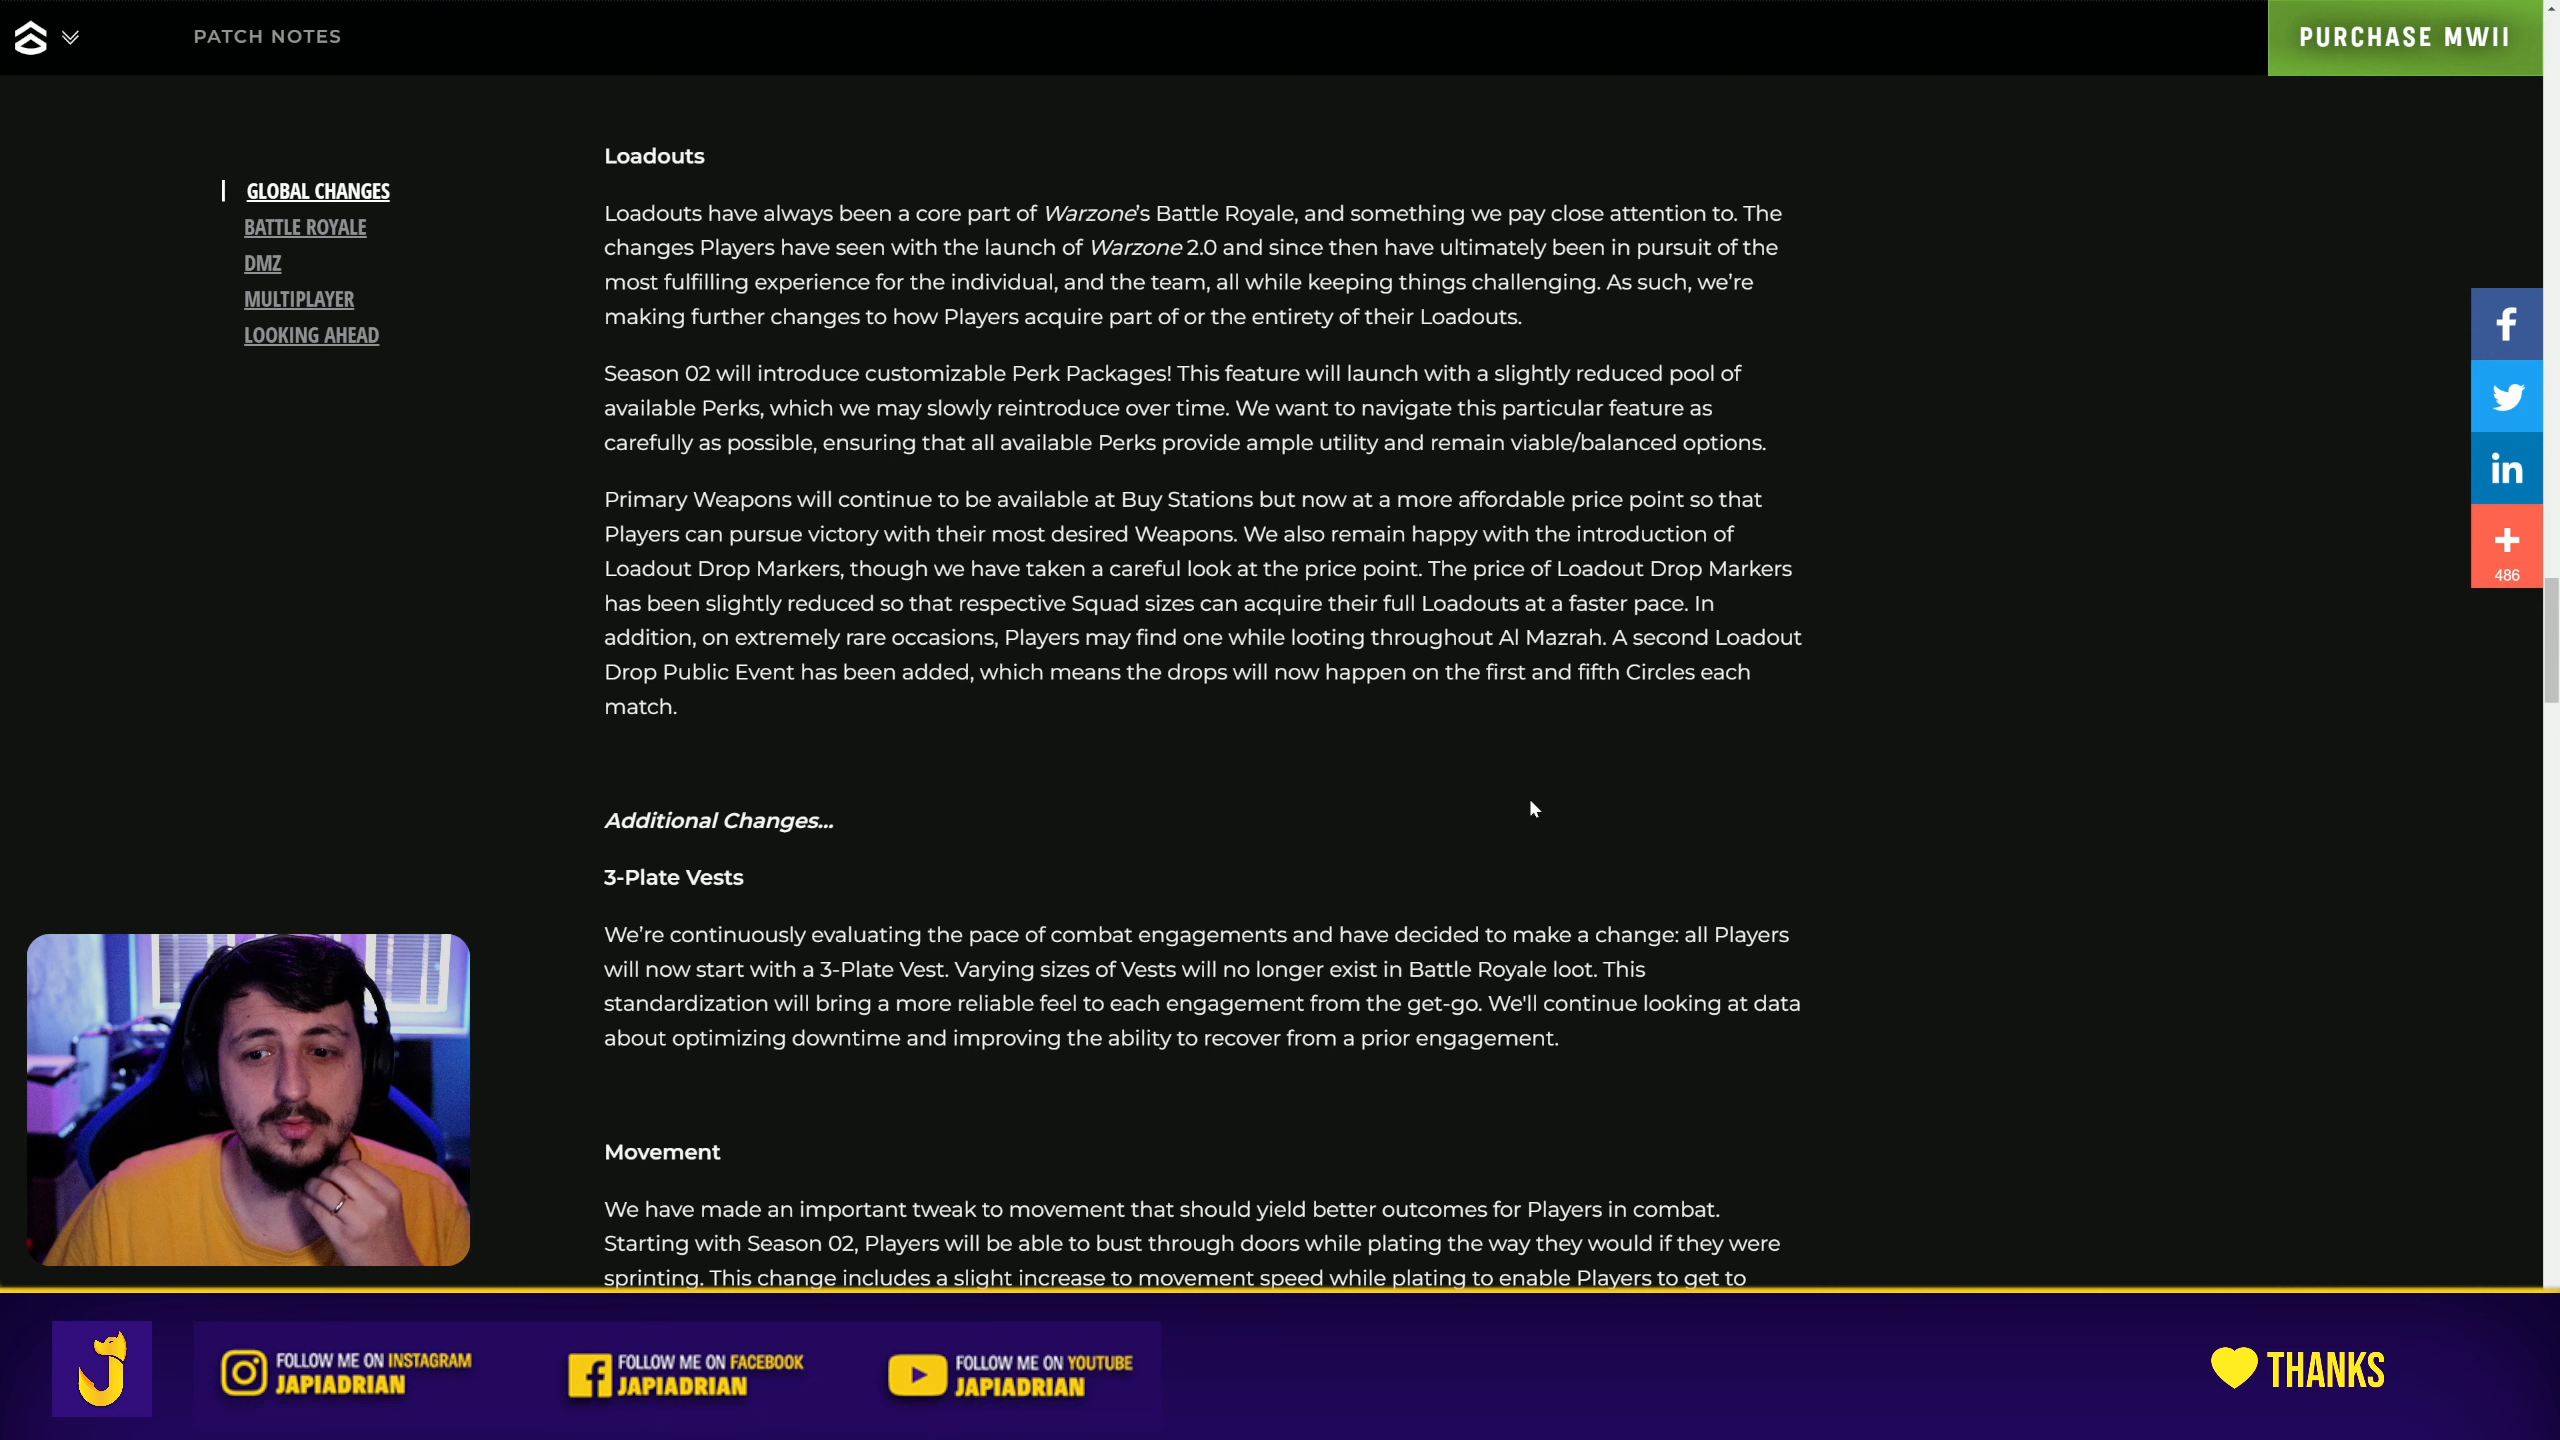 PATCH NOTES
PURCHASE MWII
GLOBAL CHANGES
BATTLE ROYALE
DMZ
MULTIPLAYER
LOOKING AHEAD
Loadouts
Loadouts have always been a core part of Warzone’s Battle Royale, and something we pay close attention to. The
changes Players have seen with the launch of Warzone 2.0 and since then have ultimately been in pursuit of the
most fulfilling experience for the individual, and the team, all while keeping things challenging. As such, we’re
making further changes to how Players acquire part of or the entirety of their Loadouts.
Season 02 will introduce customizable Perk Packages! This feature will launch with a slightly reduced pool of
available Perks, which we may slowly reintroduce over time. We want to navigate this particular feature as
carefully as possible, ensuring that all available Perks provide ample utility and remain viable/balanced options.
Primary Weapons will continue to be available at Buy Stations but now at a more affordable price point so that
Players can pursue victory with their most desired Weapons. We also remain happy with the introduction of
Loadout Drop Markers, though we have taken a careful look at the price point. The price of Loadout Drop Markers
has been slightly reduced so that respective Squad sizes can acquire their full Loadouts at a faster pace. In
addition, on extremely rare occasions, Players may find one while looting throughout Al Mazrah. A second Loadout
Drop Public Event has been added, which means the drops will now happen on the first and fifth Circles each
match.
Additional Changes...
3-Plate Vests
We’re continuously evaluating the pace of combat engagements and have decided to make a change: all Players
will now start with a 3-Plate Vest. Varying sizes of Vests will no longer exist in Battle Royale loot. This
standardization will bring a more reliable feel to each engagement from the get-go. We'll continue looking at data
about optimizing downtime and improving the ability to recover from a prior engagement.
Movement
We have made an important tweak to movement that should yield better outcomes for Players in combat.
Starting with Season 02, Players will be able to bust through doors while plating the way they would if they were
sprinting. This change includes a slight increase to movement speed while plating to enable Players to get to
486
FOLLOW ME ON INSTAGRAM
JAPIADRIAN
FOLLOW ME ON FACEBOOK
JAPIADRIAN
FOLLOW ME ON YOUTUBE
JAPIADRIAN
THANKS